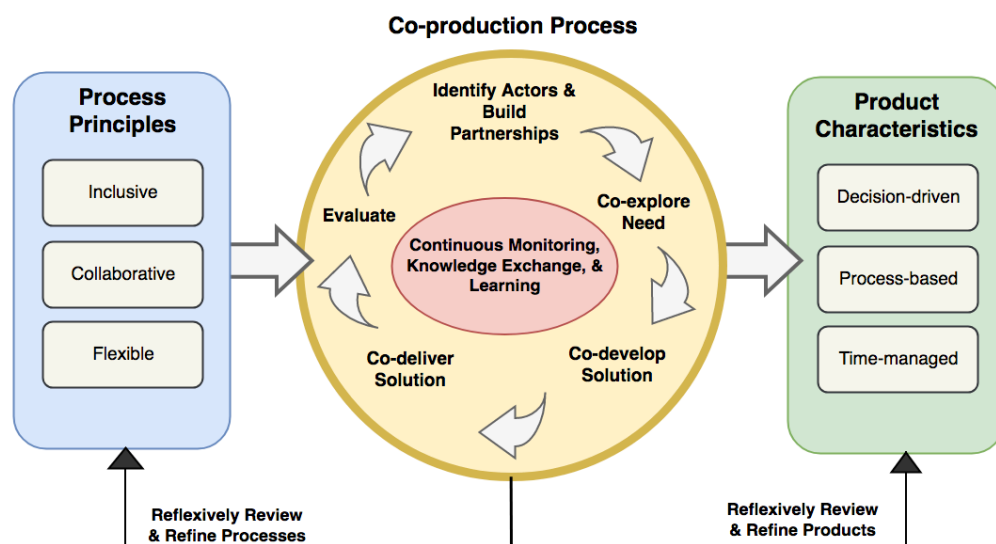 Co-production Process
Process
Principles
Inclusive
Collaborative
Flexible
Identify Actors &
Build
Partnerships
Co-explore
Need
Co-develop
Solution
Co-deliver
Solution
Evaluate
Continuous Monitoring,
Knowledge Exchange, &
Learning
Product
Characteristics
Decision-driven
Process-based
Time-managed
Reflexively Review
& Refine Processes
Reflexively Review
& Refine Products